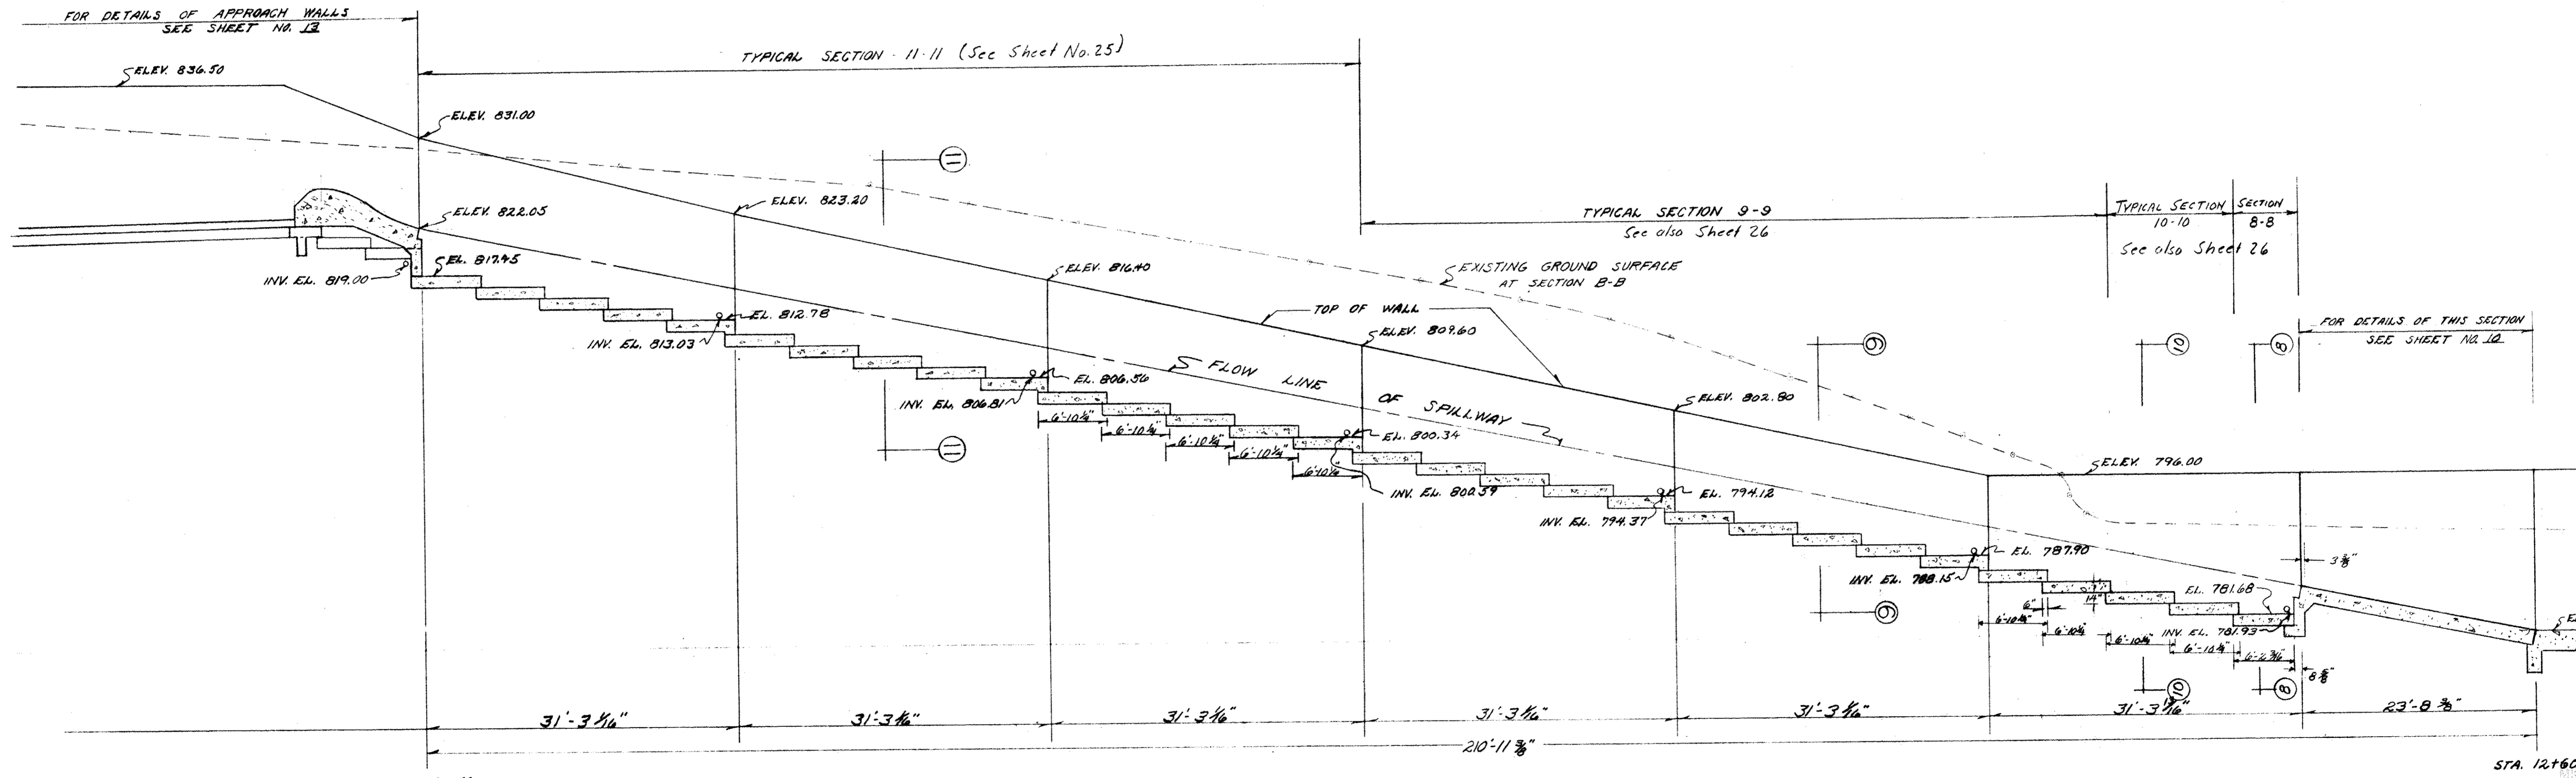 FOR DETAILS OF APPROACH WALLS
SEE SHEET NO. 13
TYPICAL SECTION - 11-11 (See Sheet No. 25)
ELEV. 836.50
ELEV. 831.00
11
ELEV. 823.20
ELEV. 822.05
TYPICAL SECTION 9-9
See also Sheet 26
TYPICAL SECTION
10-10
SECTION
8-8
See also Sheet 26
EL. 817.45
INV. EL. 819.00
ELEV. 816.40
EXISTING GROUND SURFACE
AT SECTION B-B
TOP OF WALL
EL. 812.78
INV. EL. 813.03
ELEV. 809.60
FOR DETAILS OF THIS SECTION
SEE SHEET NO. 10
9
10
8
FLOW LINE
OF SPILLWAY
EL. 806.56
INV. EL. 806.81
ELEV. 802.80
6'-10¼"
6'-10¼"
6'-10¼"
6'-10¼"
6'-10¼"
EL. 800.34
INV. EL. 800.59
11
ELEV. 796.00
EL. 794.12
INV. EL. 794.37
EL. 787.90
INV. EL. 788.15
3⅜"
EL. 781.68
6"
14"
9
6'-10¼"
6'-10¼"
6'-10¼"
6'-10¼"
INV. EL. 781.93
6'-2 3/16"
8⅝"
10
8
31'-3 1/16"
31'-3 1/16"
31'-3 1/16"
31'-3 1/16"
31'-3 1/16"
31'-3 1/16"
23'-8⅜"
210'-11⅜"
STA. 12+60